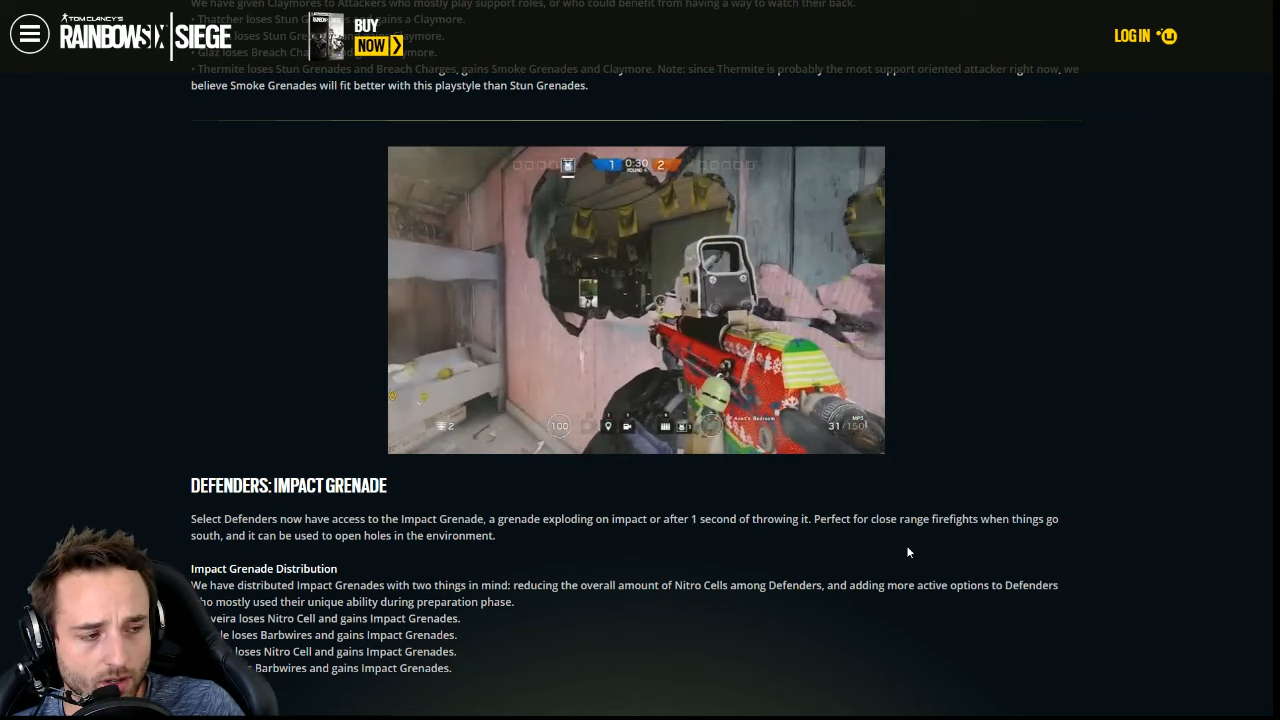 We have given Claymores to Attackers who mostly play support roles, or who could benefit from having a way to watch their back.
• Thatcher loses Stun Grenades and gains a Claymore.
loses Stun
• Glaz loses Breach
• Thermite loses Stun Grenades and Breach Charges, gains Smoke Grenades and Claymore. Note: since Thermite is probably the most support oriented attacker right now, we
believe Smoke Grenades will fit better with this playstyle than Stun Grenades.
TOM CLANCY'S
RAINBOWSIX | SIEGE
BUY
NOW
LOG IN
1
0:30
2
ROUND 4
2
100
MP5
31/150
DEFENDERS: IMPACT GRENADE
Select Defenders now have access to the Impact Grenade, a grenade exploding on impact or after 1 second of throwing it. Perfect for close range firefights when things go
south, and it can be used to open holes in the environment.
Impact Grenade Distribution
We have distributed Impact Grenades with two things in mind: reducing the overall amount of Nitro Cells among Defenders, and adding more active options to Defenders
who mostly used their unique ability during preparation phase.
veira loses Nitro Cell and gains Impact Grenades.
le loses Barbwires and gains Impact Grenades.
loses Nitro Cell and gains Impact Grenades.
Barbwires and gains Impact Grenades.